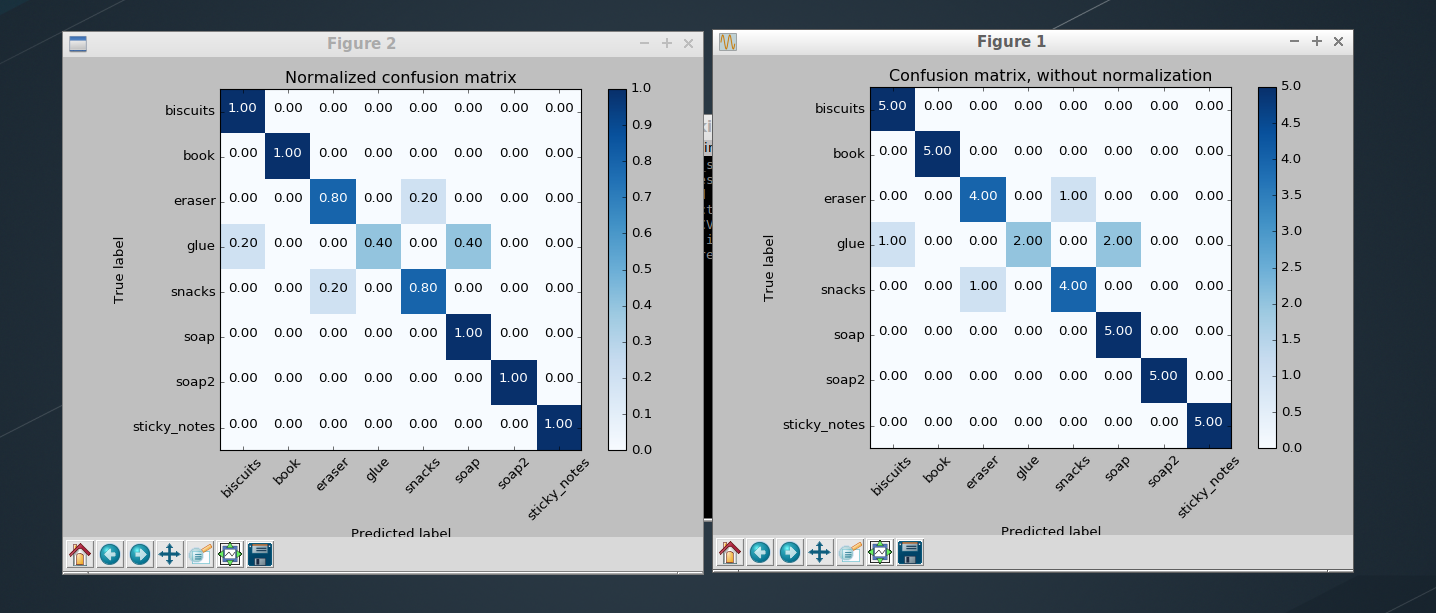 Figure 2
Normalized confusion matrix
biscuits 1.00 0.00 0.00 0.00 0.00 0.00 0.00 0.00
book 0.00 1.00 0.00 0.00 0.00 0.00 0.00 0.00
eraser 0.00 0.00 0.80 0.00 0.20 0.00 0.00 0.00
glue 0.20 0.00 0.00 0.40 0.00 0.40 0.00 0.00
snacks 0.00 0.00 0.20 0.00 0.80 0.00 0.00 0.00
soap 0.00 0.00 0.00 0.00 0.00 1.00 0.00 0.00
soap2 0.00 0.00 0.00 0.00 0.00 0.00 1.00 0.00
sticky_notes 0.00 0.00 0.00 0.00 0.00 0.00 0.00 1.00
True label
biscuits book eraser glue snacks soap soap2 sticky_notes
Predicted label
1.0
0.9
0.8
0.7
0.6
0.5
0.4
0.3
0.2
0.1
0.0
Figure 1
Confusion matrix, without normalization
biscuits 5.00 0.00 0.00 0.00 0.00 0.00 0.00 0.00
book 0.00 5.00 0.00 0.00 0.00 0.00 0.00 0.00
eraser 0.00 0.00 4.00 0.00 1.00 0.00 0.00 0.00
glue 1.00 0.00 0.00 2.00 0.00 2.00 0.00 0.00
snacks 0.00 0.00 1.00 0.00 4.00 0.00 0.00 0.00
soap 0.00 0.00 0.00 0.00 0.00 5.00 0.00 0.00
soap2 0.00 0.00 0.00 0.00 0.00 0.00 5.00 0.00
sticky_notes 0.00 0.00 0.00 0.00 0.00 0.00 0.00 5.00
True label
biscuits book eraser glue snacks soap soap2 sticky_notes
Predicted label
5.0
4.5
4.0
3.5
3.0
2.5
2.0
1.5
1.0
0.5
0.0